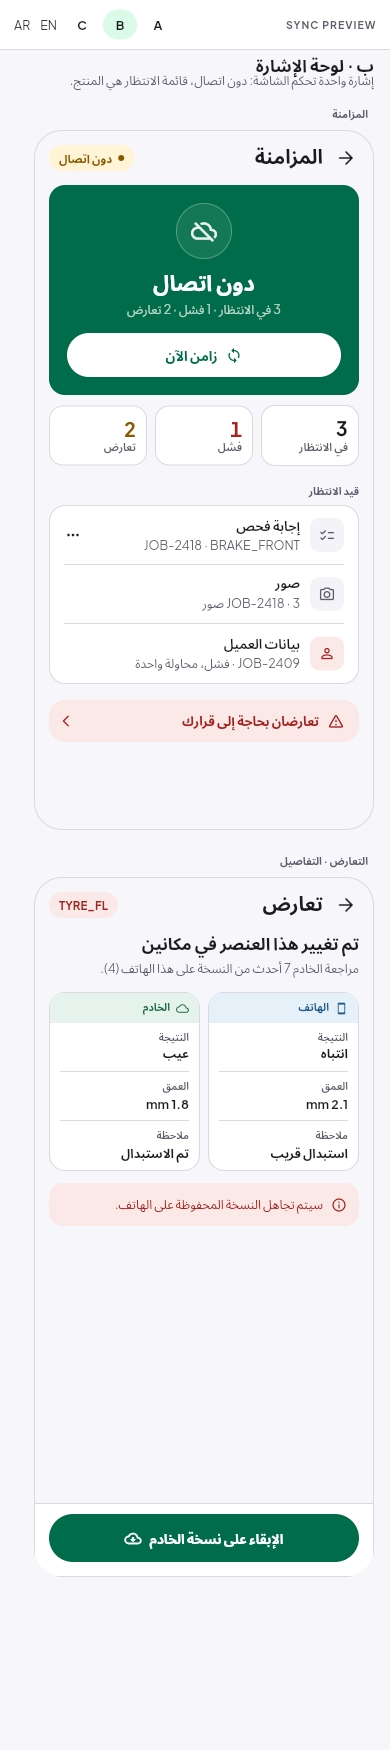 SYNC PREVIEW
A
B
C
EN
AR
ب · لوحة الإشارة
إشارة واحدة تحكم الشاشة: دون اتصال، قائمة الانتظار هي المنتج.
المزامنة
المزامنة
دون اتصال
دون اتصال
3 في الانتظار · 1 فشل · 2 تعارض
زامن الآن
3
في الانتظار
1
فشل
2
تعارض
قيد الانتظار
إجابة فحص
JOB-2418 · BRAKE_FRONT
صور
JOB-2418 · 3 صور
بيانات العميل
JOB-2409 · فشل، محاولة واحدة
تعارضان بحاجة إلى قرارك
التعارض · التفاصيل
تعارض
TYRE_FL
تم تغيير هذا العنصر في مكانين
مراجعة الخادم 7 أحدث من النسخة على هذا الهاتف (4).
الهاتف
النتيجة
انتباه
العمق
2.1 mm
ملاحظة
استبدال قريب
الخادم
النتيجة
عيب
العمق
1.8 mm
ملاحظة
تم الاستبدال
سيتم تجاهل النسخة المحفوظة على الهاتف.
الإبقاء على نسخة الخادم